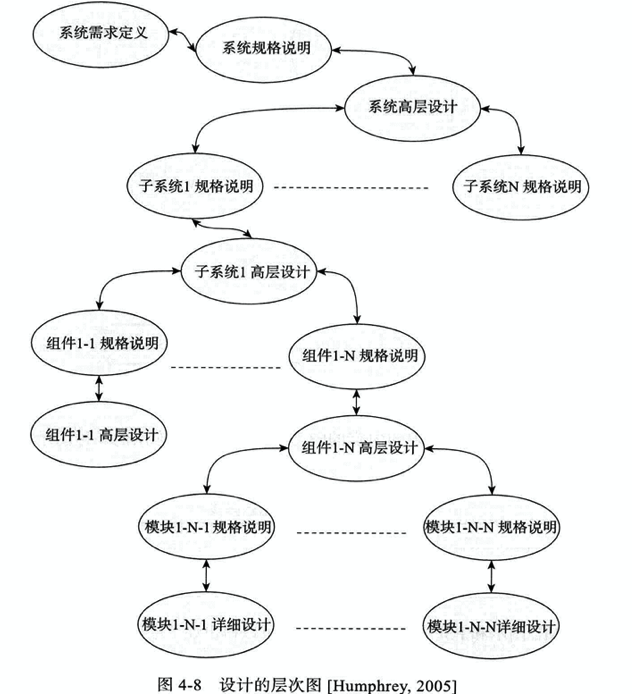 系统需求定义
系统规格说明
系统高层设计
子系统1 规格说明
子系统N 规格说明
子系统1 高层设计
组件1-1 规格说明
组件1-N 规格说明
组件1-1 高层设计
组件1-N 高层设计
模块1-N-1 规格说明
模块1-N-N 规格说明
模块1-N-1 详细设计
模块1-N-N详细设计
图 4-8 设计的层次图 [Humphrey, 2005]